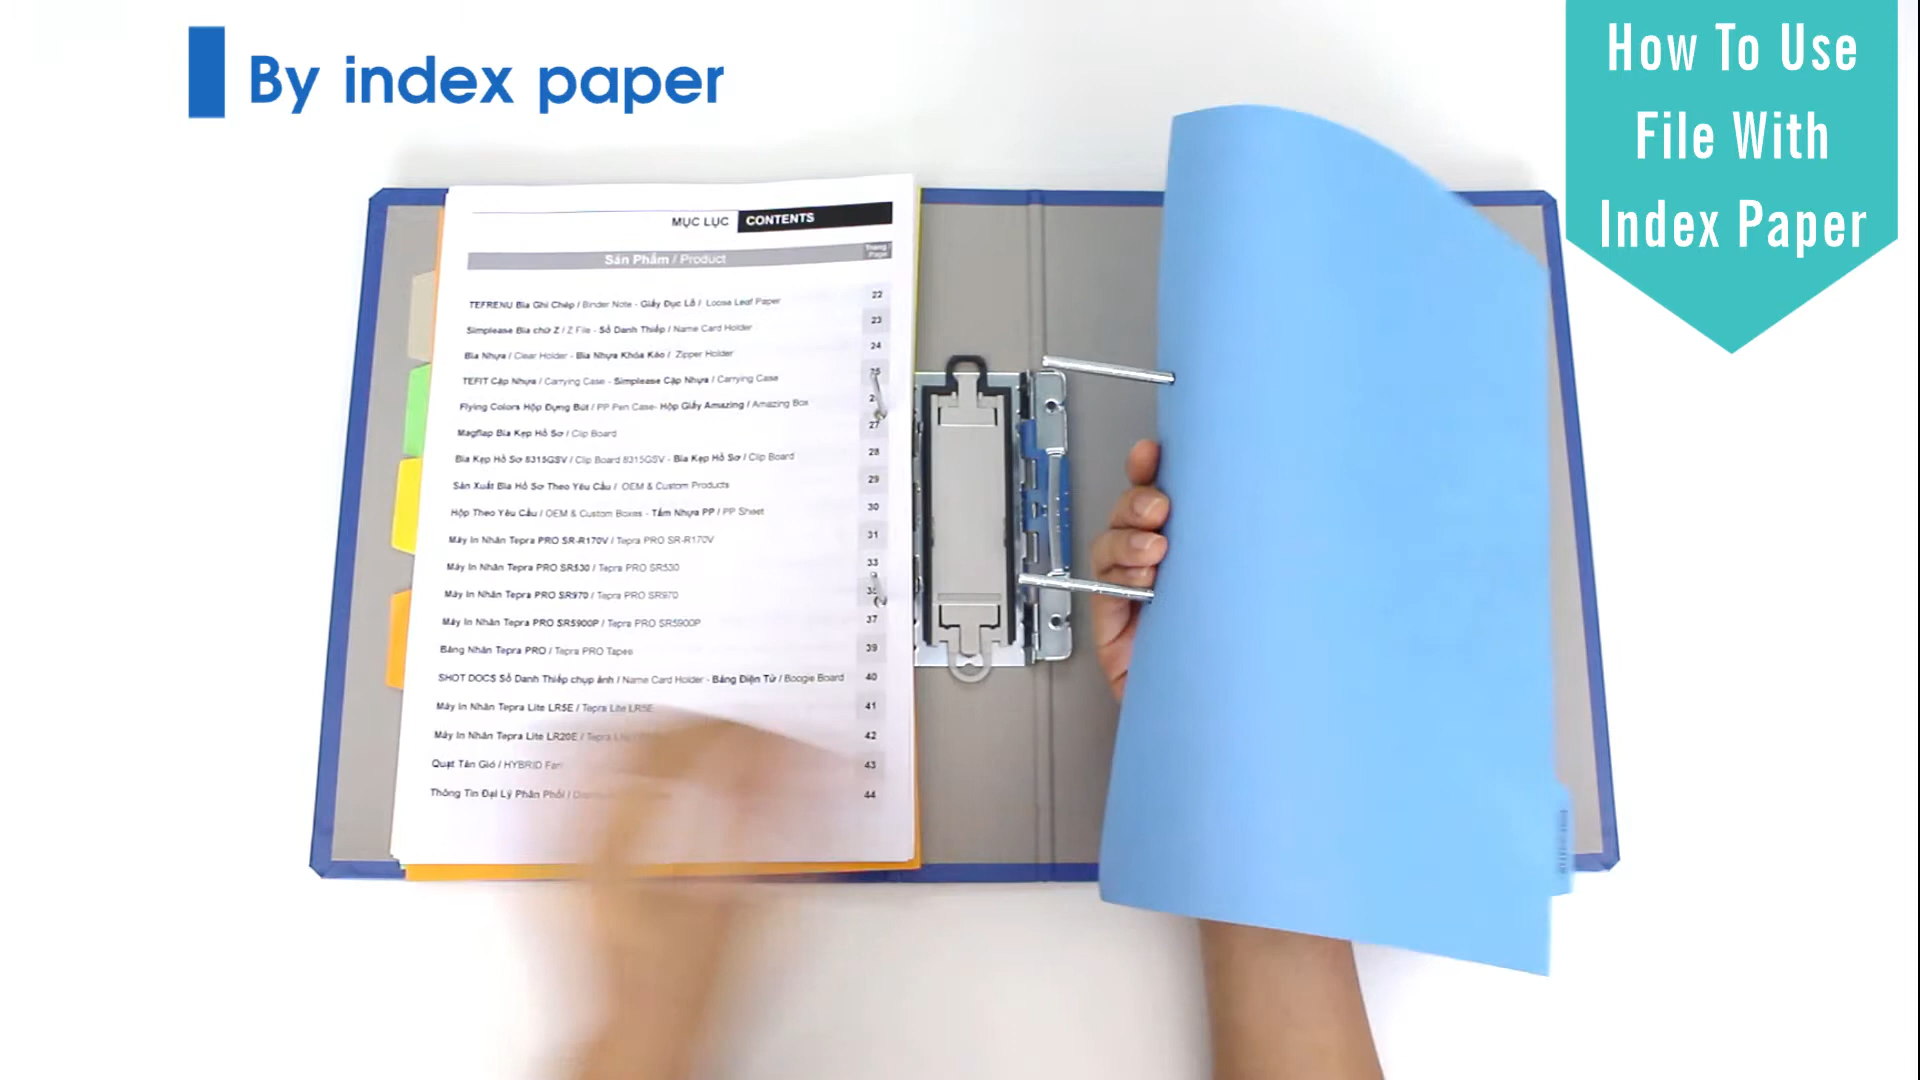 By index paper
How To Use
File With
Index Paper
MỤC LỤC CONTENTS
Sản Phẩm / Product
Trang / Page
TEFRENU Bìa Ghi Chép / Binder Note - Giấy Đục Lỗ / Loose Leaf Paper 22
Simplease Bìa chữ Z / Z File - Sổ Danh Thiếp / Name Card Holder 23
Bìa Nhựa / Clear Holder - Bìa Nhựa Khóa Kéo / Zipper Holder 24
TEFIT Cặp Nhựa / Carrying Case - Simplease Cặp Nhựa / Carrying Case 25
Flying Colors Hộp Đựng Bút / PP Pen Case- Hộp Giấy Amazing / Amazing Box
Magflap Bìa Kẹp Hồ Sơ / Clip Board 27
Bìa Kẹp Hồ Sơ 8315GSV / Clip Board 8315GSV - Bìa Kẹp Hồ Sơ / Clip Board 28
Sản Xuất Bìa Hồ Sơ Theo Yêu Cầu / OEM & Custom Products 29
Hộp Theo Yêu Cầu / OEM & Custom Boxes - Tấm Nhựa PP / PP Sheet 30
Máy In Nhãn Tepra PRO SR-R170V / Tepra PRO SR-R170V 31
Máy In Nhãn Tepra PRO SR530 / Tepra PRO SR530 33
Máy In Nhãn Tepra PRO SR970 / Tepra PRO SR970
Máy In Nhãn Tepra PRO SR5900P / Tepra PRO SR5900P 37
Băng Nhãn Tepra PRO / Tepra PRO Tapes 39
SHOT DOCS Sổ Danh Thiếp chụp ảnh / Name Card Holder - Bảng Điện Tử / Boogie Board 40
Máy In Nhãn Tepra Lite LR5E / Tepra Lite LR5E 41
Máy In Nhãn Tepra Lite LR20E / Tepra 42
Quạt Tản Gió / HYBRID Fan 43
Thông Tin Đại Lý Phân Phối / 44